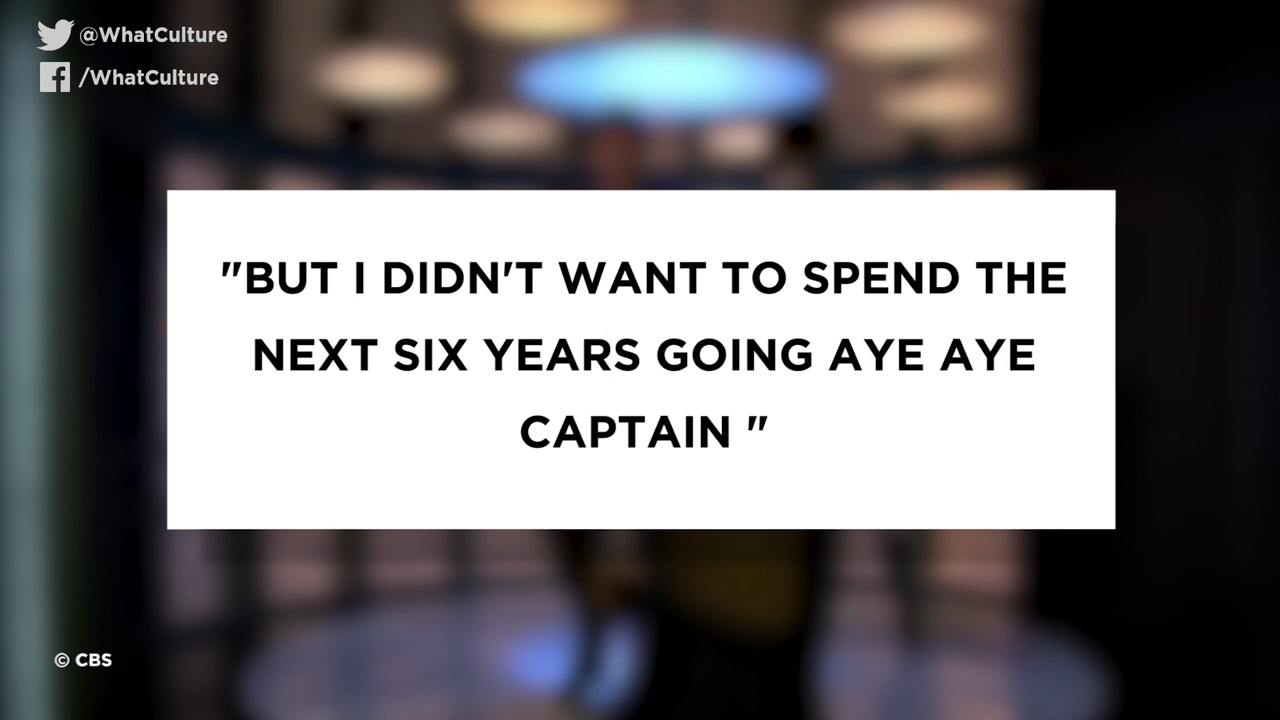 @WhatCulture
/WhatCulture
"BUT I DIDN'T WANT TO SPEND THE
NEXT SIX YEARS GOING AYE AYE
CAPTAIN "
© CBS